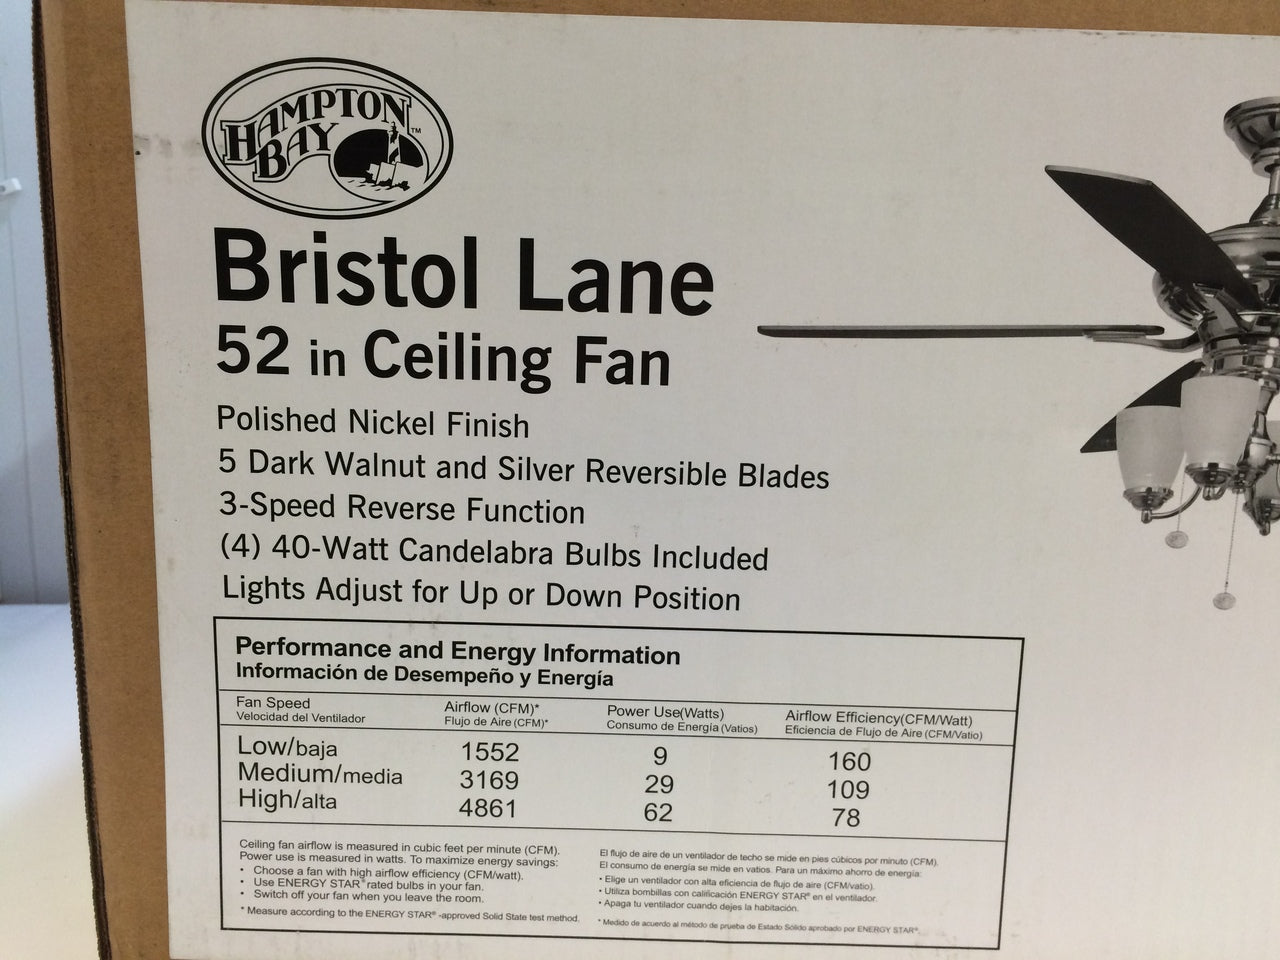 HAMPTON
BAY™
Bristol Lane
52 in Ceiling Fan
Polished Nickel Finish
5 Dark Walnut and Silver Reversible Blades
3-Speed Reverse Function
(4) 40-Watt Candelabra Bulbs Included
Lights Adjust for Up or Down Position
Performance and Energy Information
Información de Desempeño y Energía
Fan Speed Airflow (CFM)* Power Use(Watts) Airflow Efficiency(CFM/Watt)
Velocidad del Ventilador Flujo de Aire (CFM)* Consumo de Energía (Vatios) Eficiencia de Flujo de Aire (CFM/Vatio)
Low/baja 1552 9 160
Medium/media 3169 29 109
High/alta 4861 62 78
Ceiling fan airflow is measured in cubic feet per minute (CFM).
Power use is measured in watts. To maximize energy savings:
• Choose a fan with high airflow efficiency (CFM/watt).
• Use ENERGY STAR® rated bulbs in your fan.
• Switch off your fan when you leave the room.
* Measure according to the ENERGY STAR® -approved Solid State test method.
El flujo de aire de un ventilador de techo se mide en pies cúbicos por minuto (CFM).
El consumo de energía se mide en vatios. Para un máximo ahorro de energía:
• Elige un ventilador con alta eficiencia de flujo de aire (CFM/vatio).
• Utiliza bombillas con calificación ENERGY STAR® en el ventilador.
• Apaga tu ventilador cuando dejes la habitación.
* Medido de acuerdo al método de prueba de Estado Sólido aprobado por ENERGY STAR®.